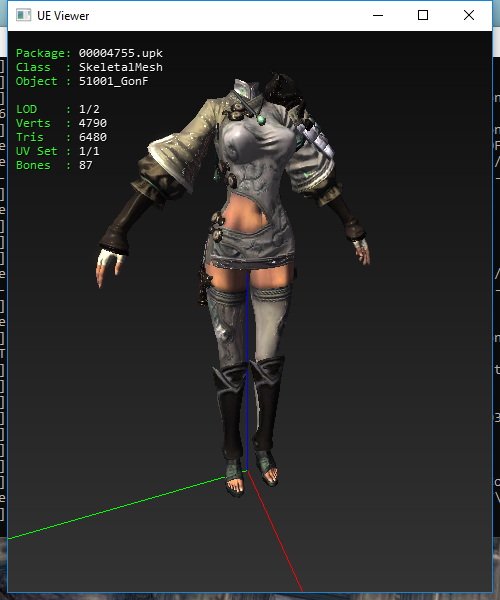 UE Viewer
Package: 00004755.upk
Class : SkeletalMesh
Object : 51001_GonF
LOD : 1/2
Verts : 4790
Tris : 6480
UV Set : 1/1
Bones : 87